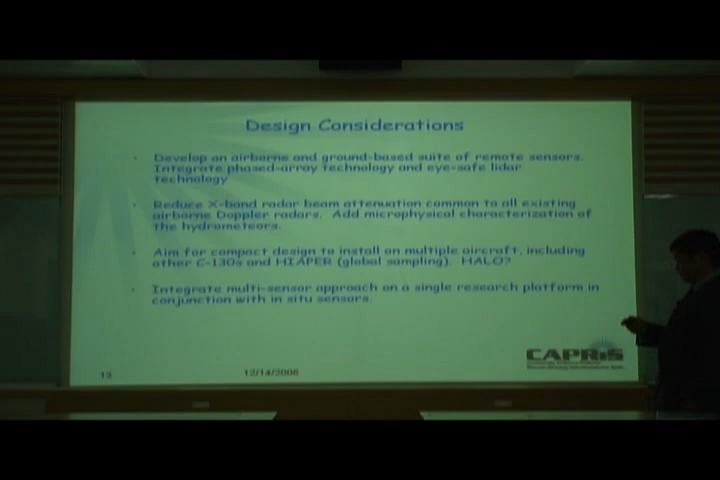 Design Considerations
Develop an airborne and ground-based suite of remote sensors.
Integrate phased-array technology and eye-safe lidar
technology
Reduce X-band radar beam attenuation common to all existing
airborne Doppler radars. Add microphysical characterization of
the hydrometeors.
Aim for compact design to install on multiple aircraft, including
other C-130s and HIAPER (global sampling). HALO?
Integrate multi-sensor approach on a single research platform in
conjunction with in situ sensors.
CAPRIS
13
12/14/2006